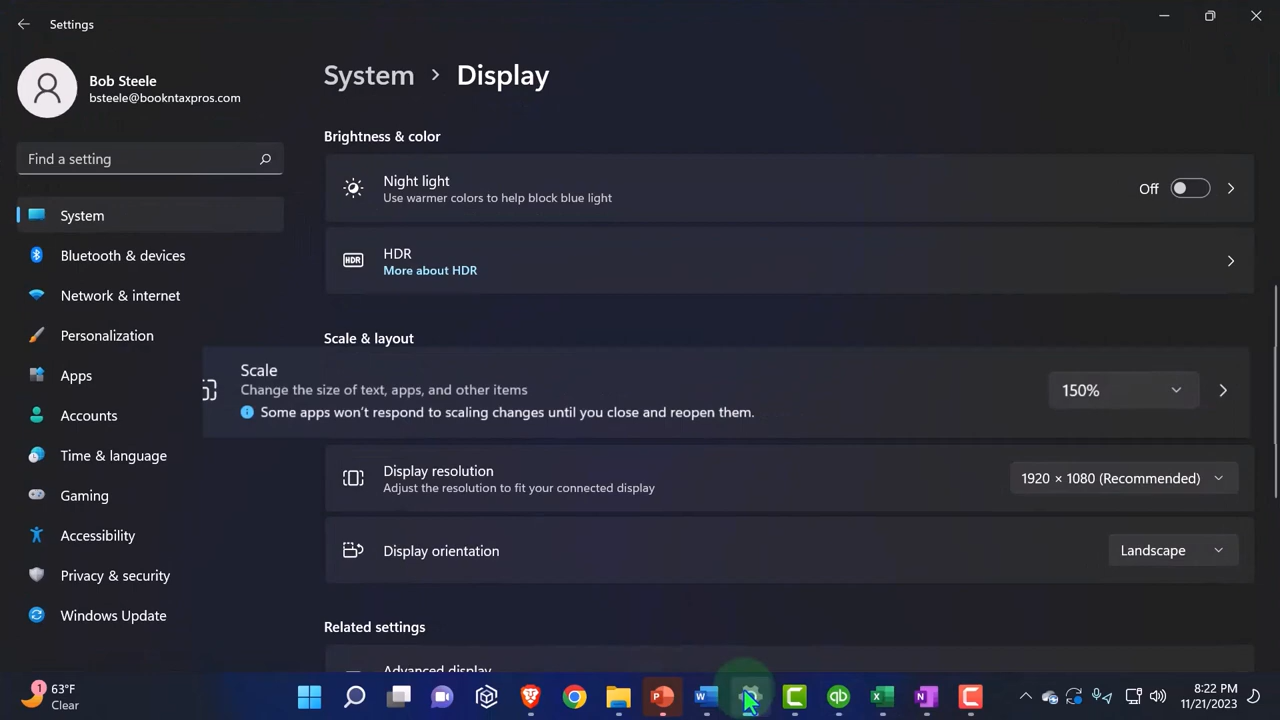 Settings
Bob Steele
bsteele@bookntaxpros.com
Find a setting
System
Bluetooth & devices
Network & internet
Personalization
Apps
Accounts
Time & language
Gaming
Accessibility
Privacy & security
Windows Update
System > Display
Brightness & color
Night light
Use warmer colors to help block blue light
Off
HDR
HDR
More about HDR
Scale & layout
Scale
Change the size of text, apps, and other items
Some apps won't respond to scaling changes until you close and reopen them.
150%
Display resolution
Adjust the resolution to fit your connected display
1920 × 1080 (Recommended)
Display orientation
Landscape
Related settings
Advanced display
1
63°F
Clear
P
W
C
qb
X
N
C
8:22 PM
11/21/2023